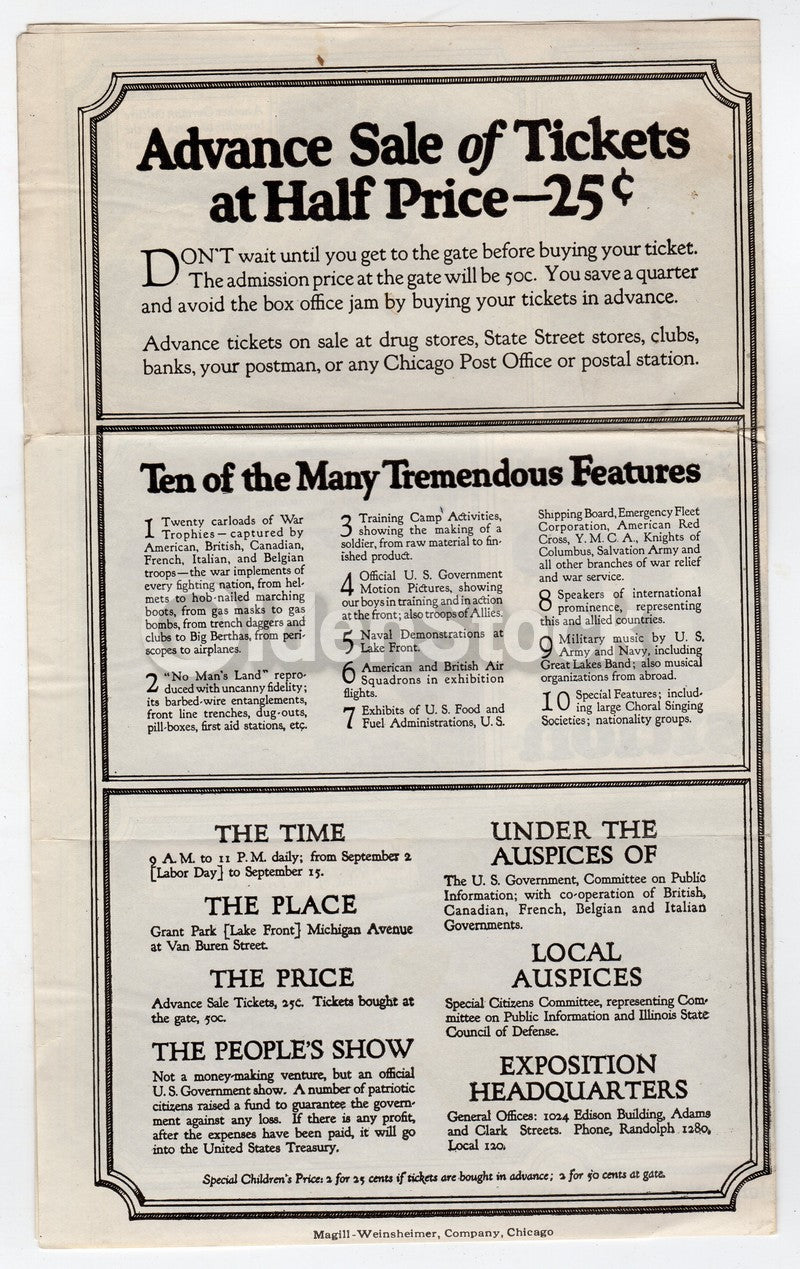 Advance Sale of Tickets
at Half Price—25¢
DON'T wait until you get to the gate before buying your ticket.
The admission price at the gate will be 50c. You save a quarter
and avoid the box office jam by buying your tickets in advance.
Advance tickets on sale at drug stores, State Street stores, clubs,
banks, your postman, or any Chicago Post Office or postal station.
Ten of the Many Tremendous Features
1 Twenty carloads of War
Trophies—captured by
American, British, Canadian,
French, Italian, and Belgian
troops—the war implements of
every fighting nation, from hel-
mets to hob-nailed marching
boots, from gas masks to gas
bombs, from trench daggers and
clubs to Big Berthas, from peri-
scopes to airplanes.
2 "No Man's Land" repro-
duced with uncanny fidelity;
its barbed-wire entanglements,
front line trenches, dug-outs,
pill-boxes, first aid stations, etc.
3 Training Camp Activities,
showing the making of a
soldier, from raw material to fin-
ished product.
4 Official U. S. Government
Motion Pictures, showing
our boys in training and in action
at the front; also troops of Allies.
5 Naval Demonstrations at
Lake Front.
6 American and British Air
Squadrons in exhibition
flights.
7 Exhibits of U. S. Food and
Fuel Administrations, U. S.
Shipping Board, Emergency Fleet
Corporation, American Red
Cross, Y. M. C. A., Knights of
Columbus, Salvation Army and
all other branches of war relief
and war service.
8 Speakers of international
prominence, representing
this and allied countries.
9 Military music by U. S.
Army and Navy, including
Great Lakes Band; also musical
organizations from abroad.
10 Special Features; includ-
ing large Choral Singing
Societies; nationality groups.
THE TIME
9 A. M. to 11 P. M. daily; from September 2
[Labor Day] to September 15.
THE PLACE
Grant Park [Lake Front] Michigan Avenue
at Van Buren Street.
THE PRICE
Advance Sale Tickets, 25c. Tickets bought at
the gate, 50c.
THE PEOPLE'S SHOW
Not a money-making venture, but an official
U. S. Government show. A number of patriotic
citizens raised a fund to guarantee the govern-
ment against any loss. If there is any profit,
after the expenses have been paid, it will go
into the United States Treasury.
UNDER THE
AUSPICES OF
The U. S. Government, Committee on Public
Information; with co-operation of British,
Canadian, French, Belgian and Italian
Governments.
LOCAL
AUSPICES
Special Citizens Committee, representing Com-
mittee on Public Information and Illinois State
Council of Defense.
EXPOSITION
HEADQUARTERS
General Offices: 1024 Edison Building, Adams
and Clark Streets. Phone, Randolph 1280,
Local 120.
Special Children's Price: 2 for 25 cents if tickets are bought in advance; 2 for 50 cents at gate.
Magill-Weinsheimer, Company, Chicago